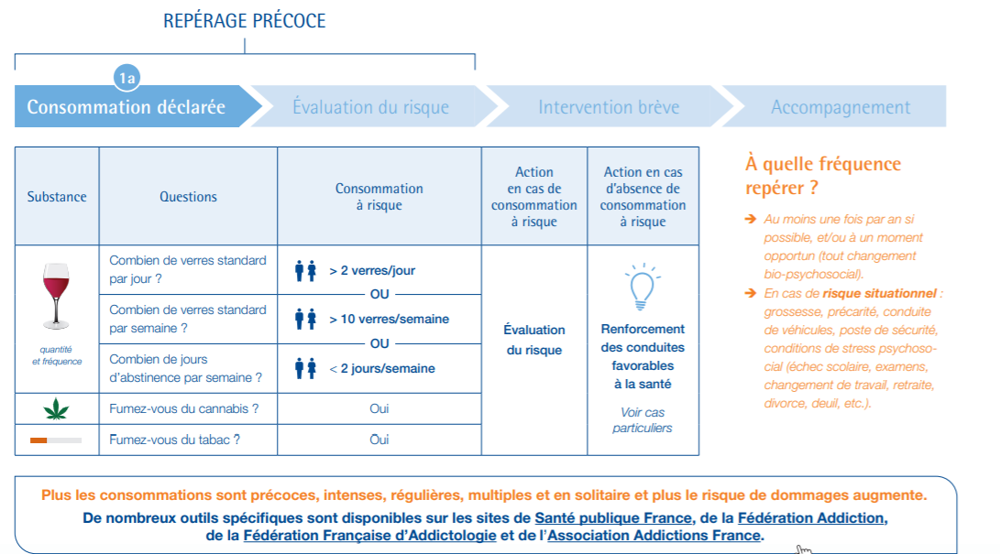 REPÉRAGE PRÉCOCE
1a
Consommation déclarée
Évaluation du risque
Intervention brève
Accompagnement
Substance
Questions
Consommation
à risque
Action
en cas de
consommation
à risque
Action en cas
d'absence de
consommation
à risque
quantité
et fréquence
Combien de verres standard
par jour ?
> 2 verres/jour
OU
Combien de verres standard
par semaine ?
> 10 verres/semaine
OU
Combien de jours
d'abstinence par semaine ?
< 2 jours/semaine
Fumez-vous du cannabis ?
Oui
Fumez-vous du tabac ?
Oui
Évaluation
du risque
Renforcement
des conduites
favorables
à la santé
Voir cas
particuliers
À quelle fréquence
repérer ?
➔ Au moins une fois par an si
possible, et/ou à un moment
opportun (tout changement
bio-psychosocial).
➔ En cas de risque situationnel :
grossesse, précarité, conduite
de véhicules, poste de sécurité,
conditions de stress psychoso-
cial (échec scolaire, examens,
changement de travail, retraite,
divorce, deuil, etc.).
Plus les consommations sont précoces, intenses, régulières, multiples et en solitaire et plus le risque de dommages augmente.
De nombreux outils spécifiques sont disponibles sur les sites de Santé publique France, de la Fédération Addiction,
de la Fédération Française d'Addictologie et de l'Association Addictions France.